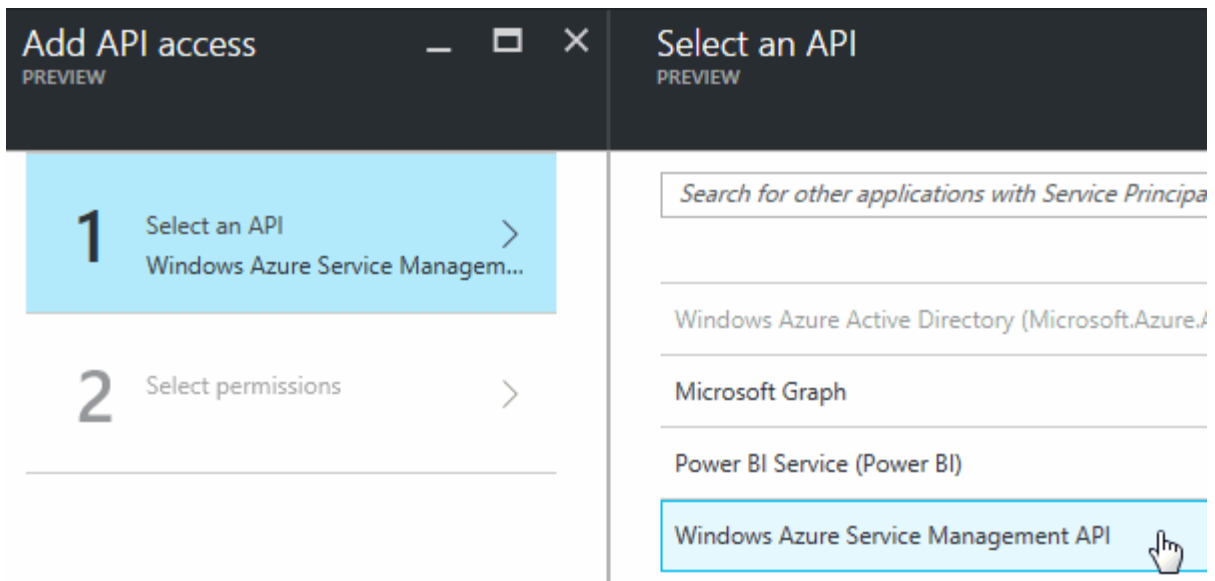 Add API access
PREVIEW
Select an API
PREVIEW
1
Select an API
Windows Azure Service Managem...
2
Select permissions
Search for other applications with Service Principa
Windows Azure Active Directory (Microsoft.Azure.A
Microsoft Graph
Power BI Service (Power BI)
Windows Azure Service Management API